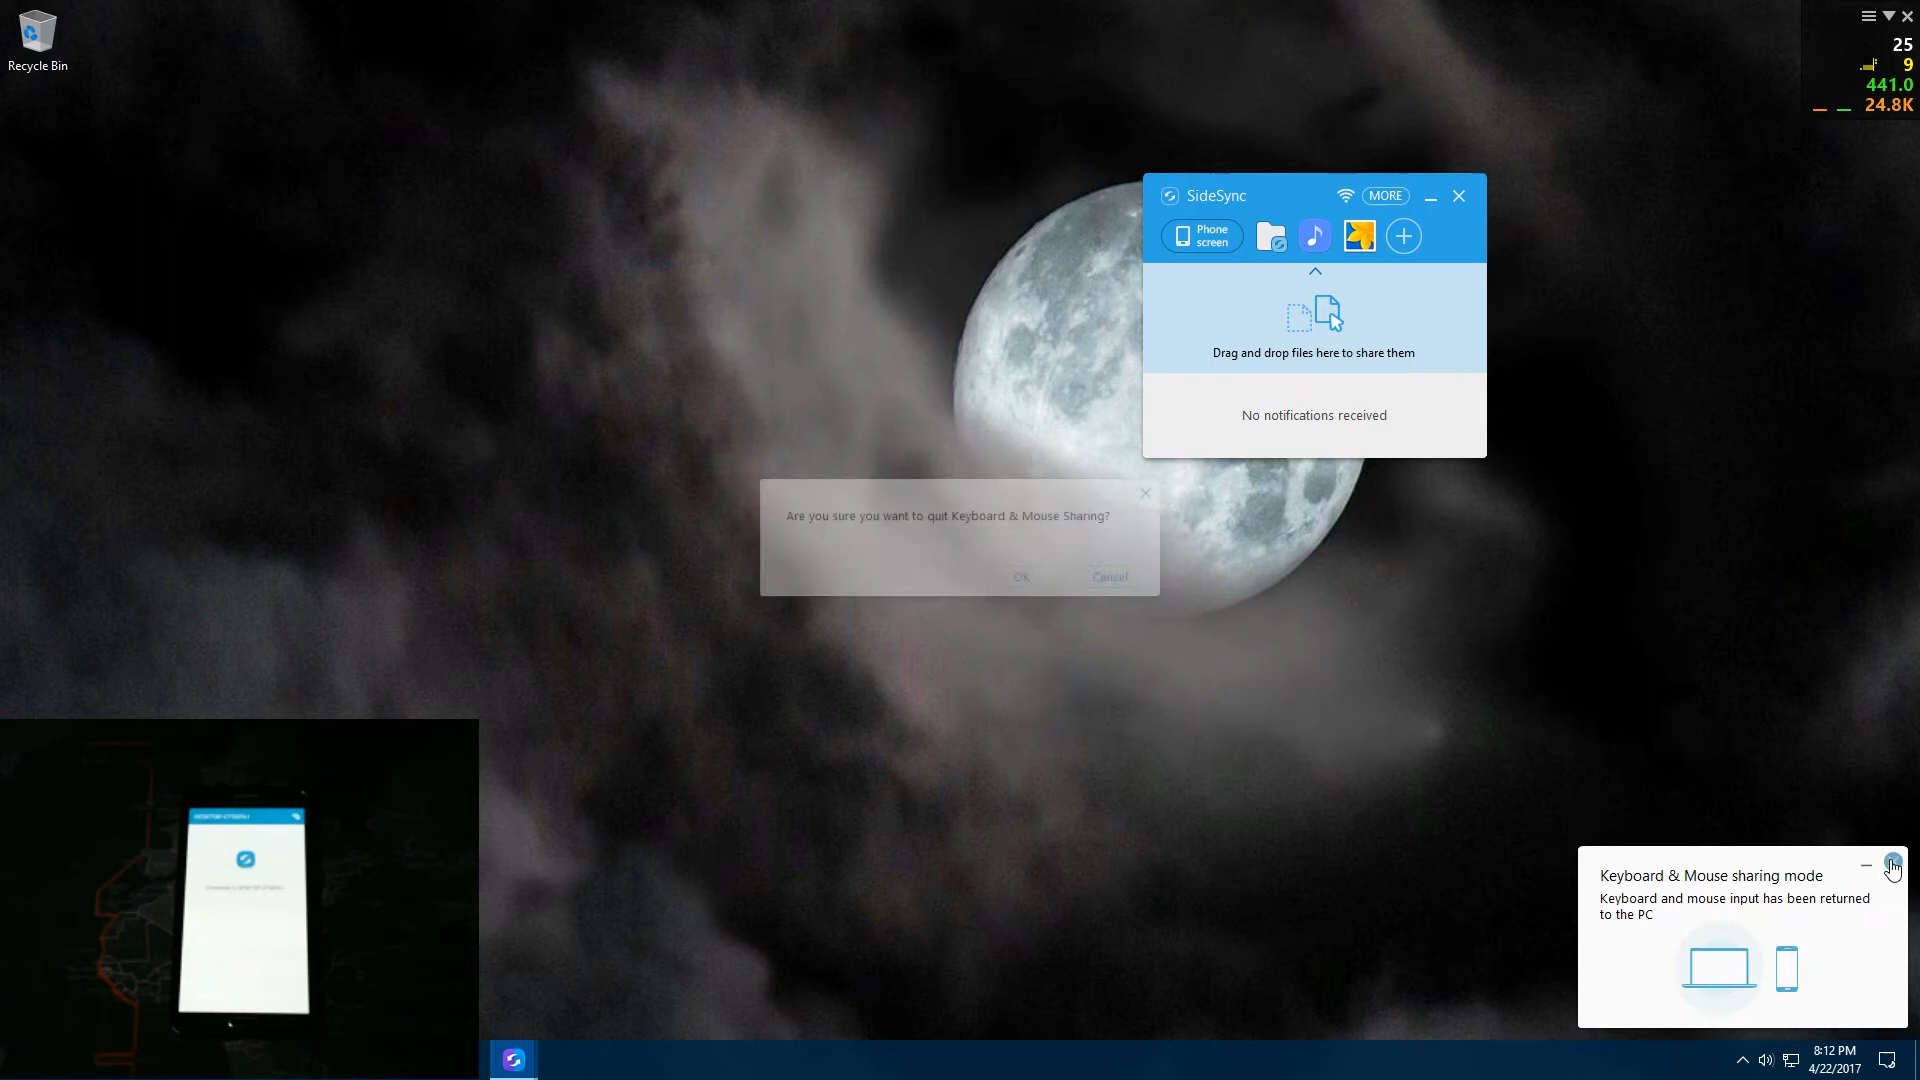 Recycle Bin
25
9
441.0
24.8K
SideSync
MORE
Phone
screen
Drag and drop files here to share them
No notifications received
Are you sure you want to quit Keyboard & Mouse Sharing?
OK
Cancel
Keyboard & Mouse sharing mode
Keyboard and mouse input has been returned
to the PC
8:12 PM
4/22/2017